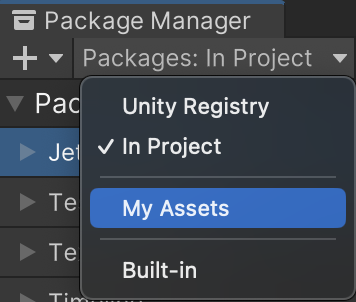 Package Manager
Packages: In Project
Pac
Unity Registry
✓ In Project
Jet
My Assets
Te
Te
Built-in